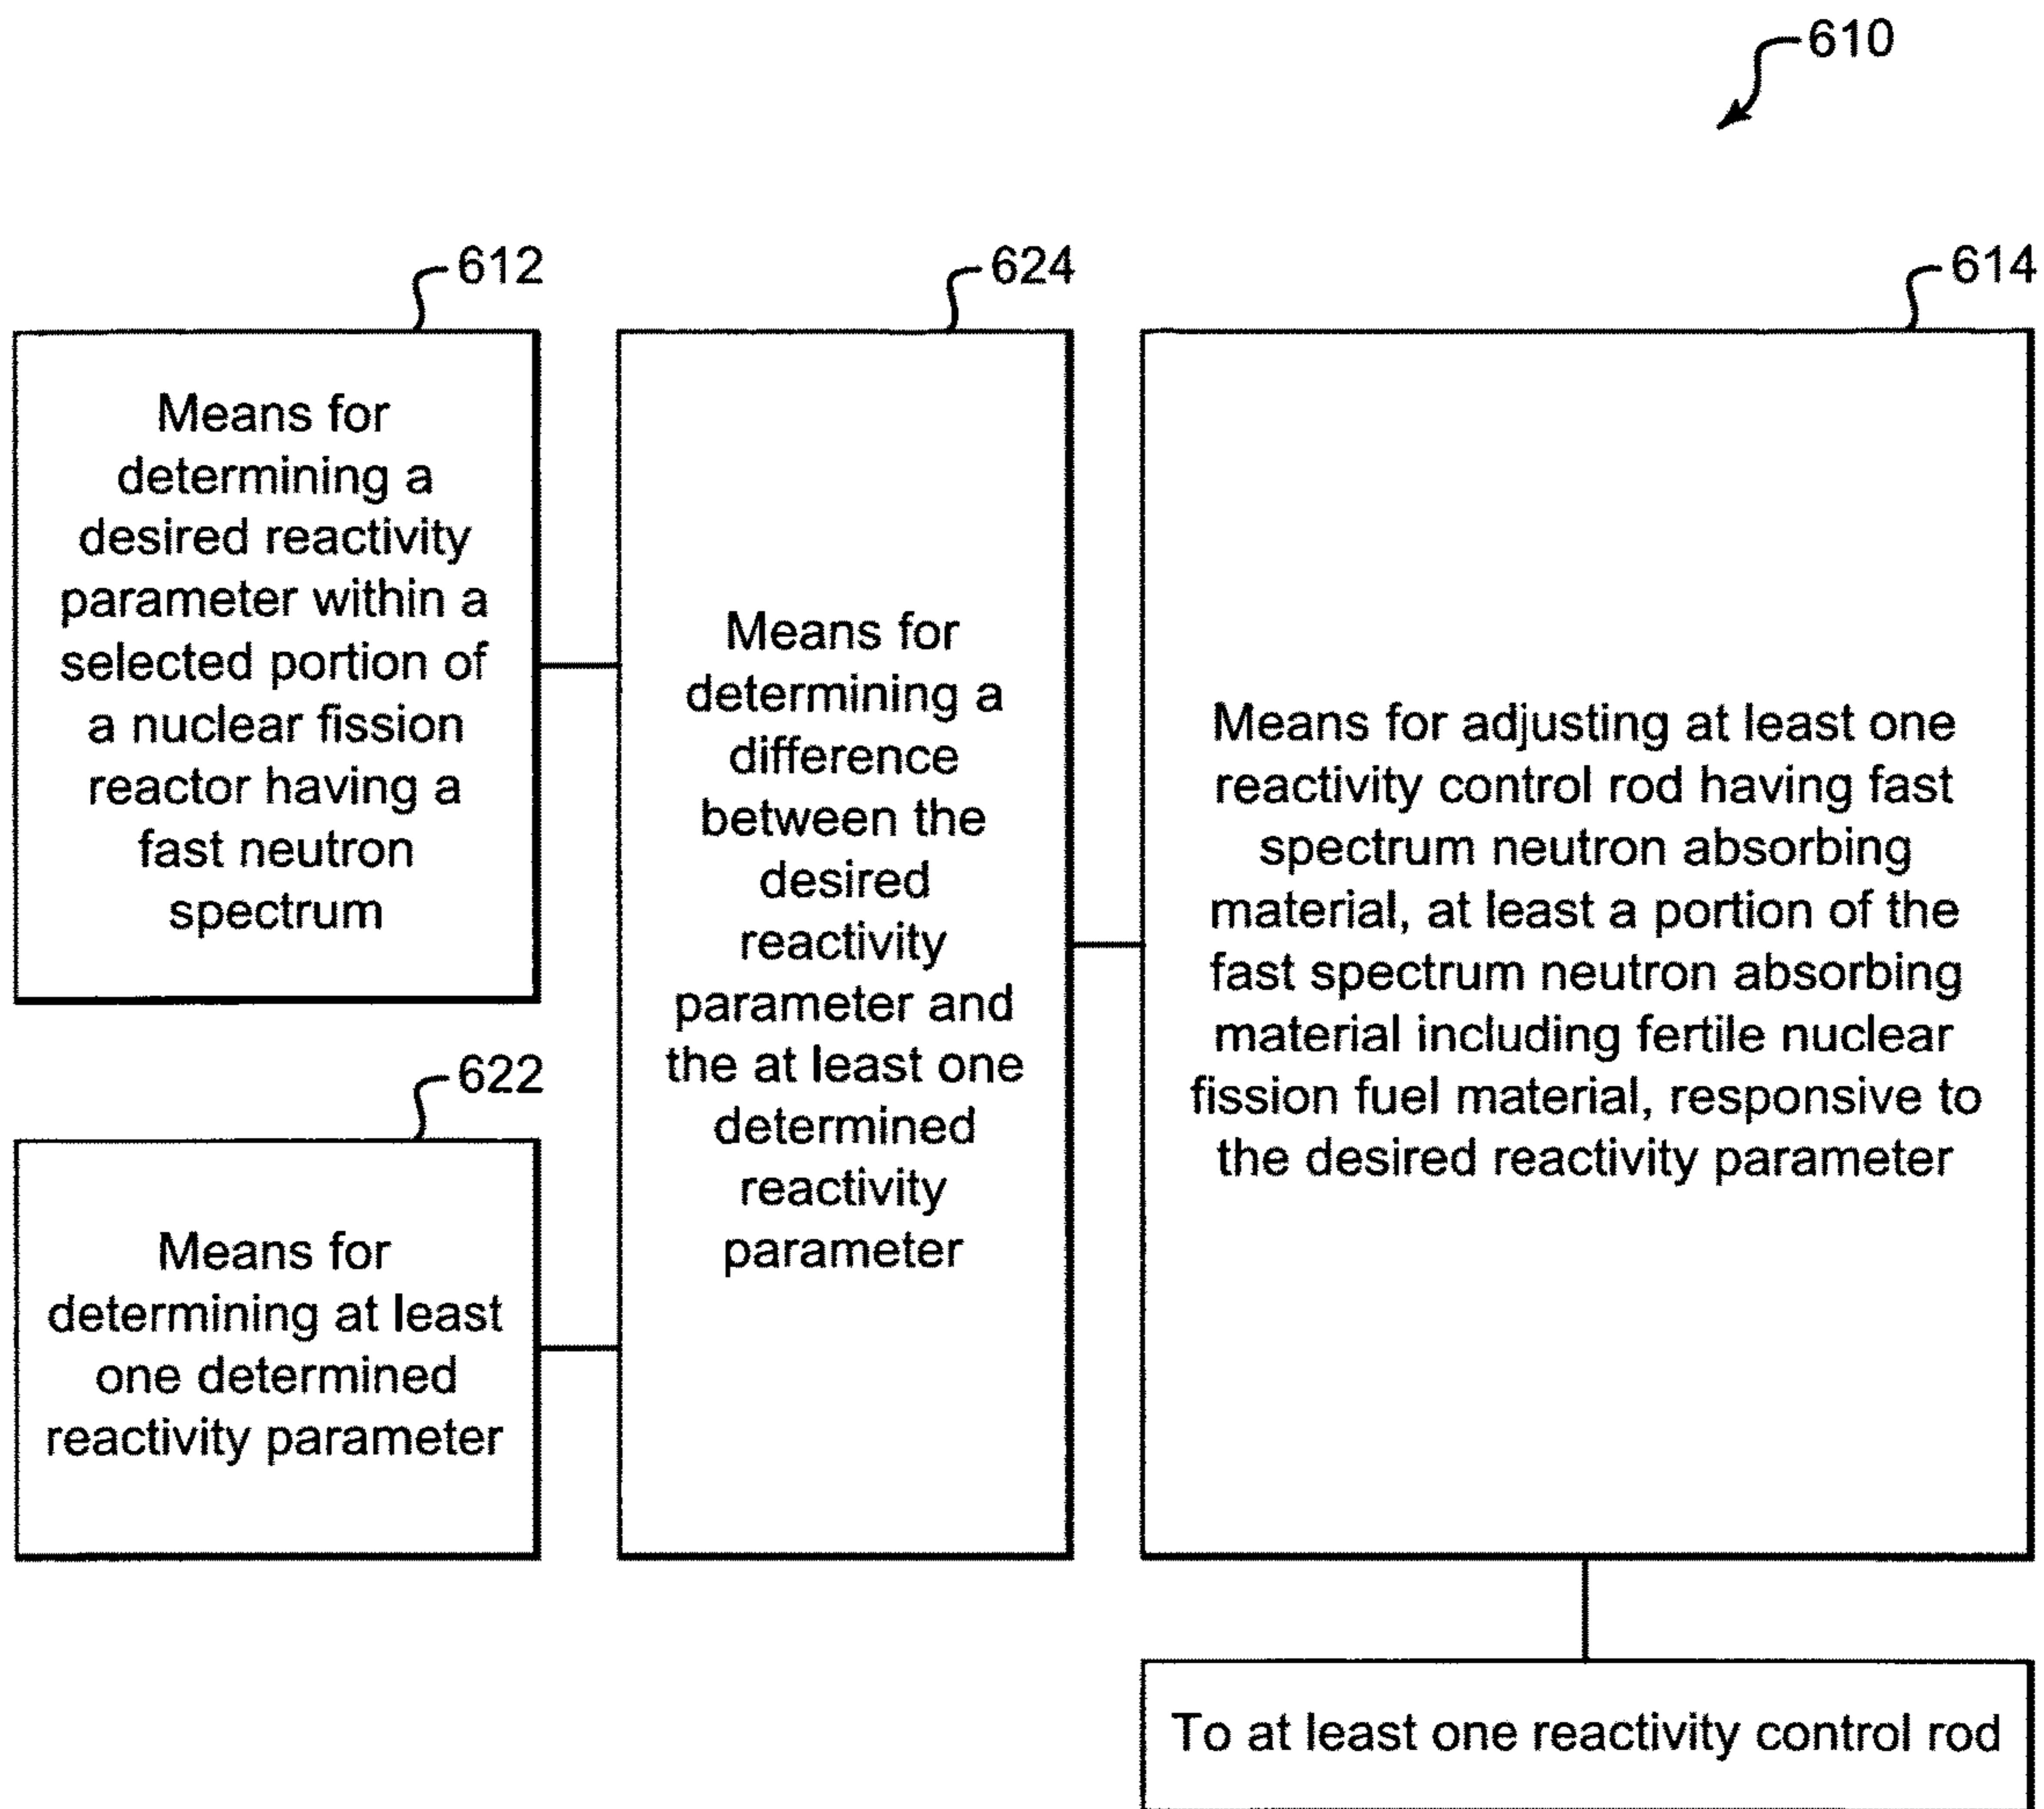 610
612
Means for
determining a
desired reactivity
parameter within a
selected portion of
a nuclear fission
reactor having a
fast neutron
spectrum
622
Means for
determining at least
one determined
reactivity parameter
624
Means for
determining a
difference
between the
desired
reactivity
parameter and
the at least one
determined
reactivity
parameter
614
Means for adjusting at least one
reactivity control rod having fast
spectrum neutron absorbing
material, at least a portion of the
fast spectrum neutron absorbing
material including fertile nuclear
fission fuel material, responsive to
the desired reactivity parameter
To at least one reactivity control rod